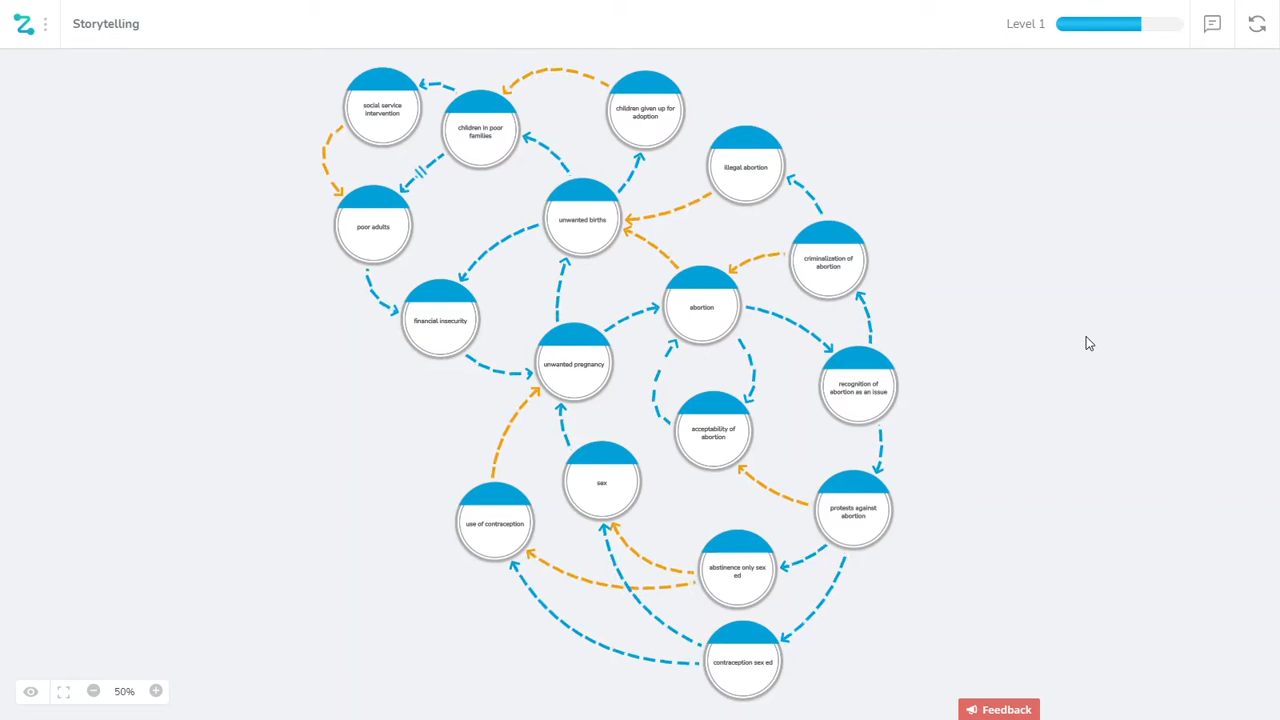 Storytelling
Level 1
social service
intervention
children in poor
families
children given up for
adoption
illegal abortion
poor adults
unwanted births
criminalization of
abortion
abortion
financial insecurity
unwanted pregnancy
recognition of
abortion as an issue
acceptability of
abortion
sex
use of contraception
protests against
abortion
abstinence only sex
ed
contraception sex ed
50%
Feedback